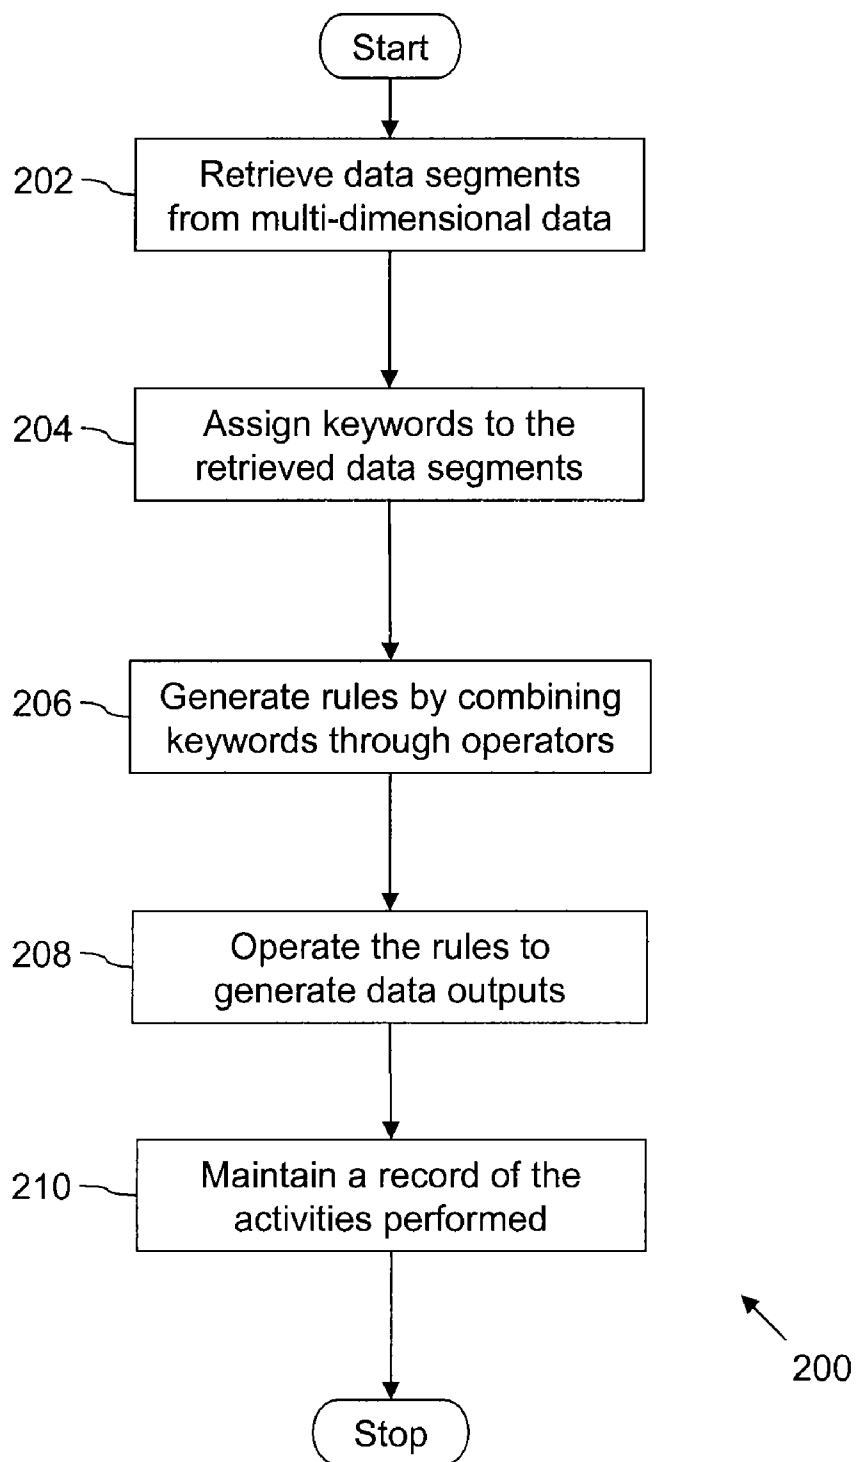 Start
202
Retrieve data segments
from multi-dimensional data
204
Assign keywords to the
retrieved data segments
206
Generate rules by combining
keywords through operators
208
Operate the rules to
generate data outputs
210
Maintain a record of the
activities performed
200
Stop